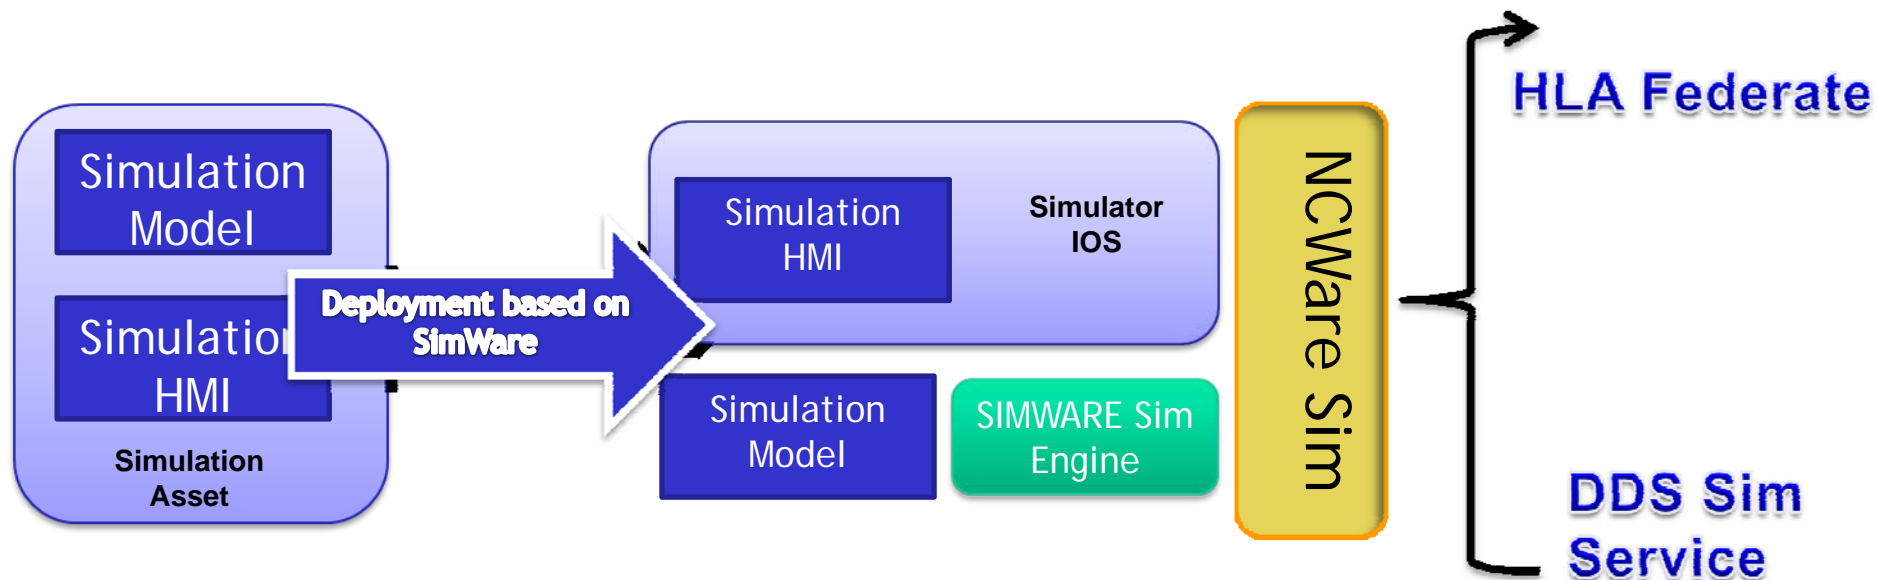 Simulation
Model
Simulation
HMI
Simulation
Asset
Deployment based on
SimWare
Simulation
HMI
Simulator
IOS
Simulation
Model
SIMWARE Sim
Engine
NCWare Sim
HLA Federate
DDS Sim
Service